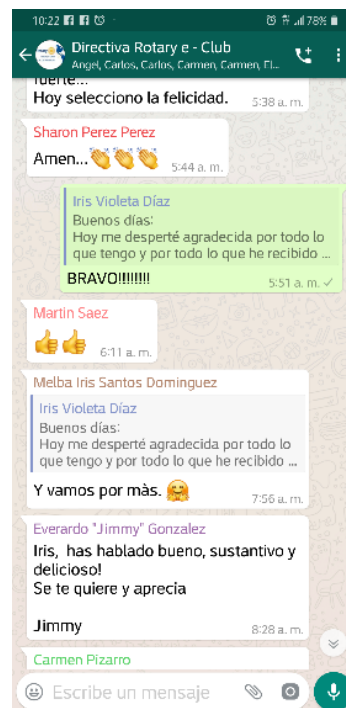 10:22 78%
Directiva Rotary e - Club
Angel, Carlos, Carlos, Carmen, Carmen, El...
fuerte...
Hoy selecciono la felicidad. 5:38 a. m.
Sharon Perez Perez
Amen...👏👏👏 5:44 a. m.
Iris Violeta Díaz
Buenos días:
Hoy me desperté agradecida por todo lo
que tengo y por todo lo que he recibido ...
BRAVO!!!!!!!! 5:51 a. m.
Martin Saez
👍👍 6:11 a. m.
Melba Iris Santos Dominguez
Iris Violeta Díaz
Buenos días:
Hoy me desperté agradecida por todo lo
que tengo y por todo lo que he recibido ...
Y vamos por màs. 🤗 7:56 a. m.
Everardo "Jimmy" Gonzalez
Iris, has hablado bueno, sustantivo y
delicioso!
Se te quiere y aprecia
Jimmy 8:28 a. m.
Carmen Pizarro
Escribe un mensaje